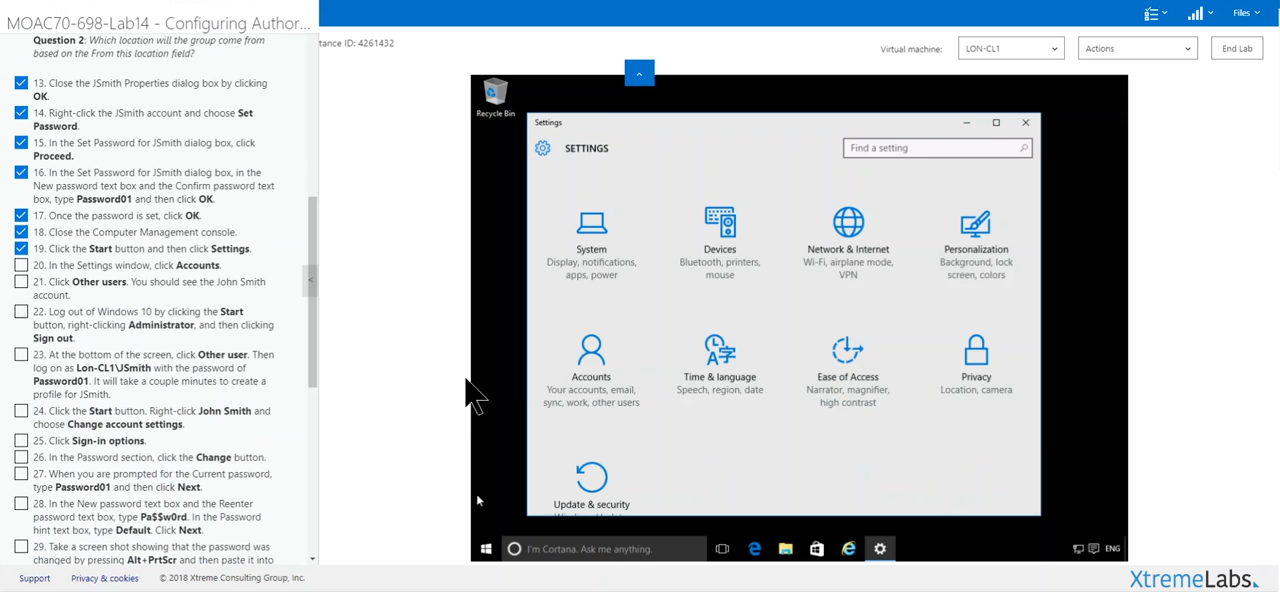 MOAC70-698-Lab14 - Configuring Author...
Files
tance ID: 4261432
Virtual machine:
LON-CL1
Actions
End Lab
Question 2: Which location will the group come from
based on the From this location field?
13. Close the JSmith Properties dialog box by clicking
OK.
14. Right-click the JSmith account and choose Set
Password.
15. In the Set Password for JSmith dialog box, click
Proceed.
16. In the Set Password for JSmith dialog box, in the
New password text box and the Confirm password text
box, type Password01 and then click OK.
17. Once the password is set, click OK.
18. Close the Computer Management console.
19. Click the Start button and then click Settings.
20. In the Settings window, click Accounts.
21. Click Other users. You should see the John Smith
account.
22. Log out of Windows 10 by clicking the Start
button, right-clicking Administrator, and then clicking
Sign out.
23. At the bottom of the screen, click Other user. Then
log on as Lon-CL1\JSmith with the password of
Password01. It will take a couple minutes to create a
profile for JSmith.
24. Click the Start button. Right-click John Smith and
choose Change account settings.
25. Click Sign-in options.
26. In the Password section, click the Change button.
27. When you are prompted for the Current password,
type Password01 and then click Next.
28. In the New password text box and the Reenter
password text box, type Pa$$w0rd. In the Password
hint text box, type Default. Click Next.
29. Take a screen shot showing that the password was
changed by pressing Alt+PrtScr and then paste it into
Recycle Bin
Settings
SETTINGS
Find a setting
System
Display, notifications,
apps, power
Devices
Bluetooth, printers,
mouse
Network & Internet
Wi-Fi, airplane mode,
VPN
Personalization
Background, lock
screen, colors
Accounts
Your accounts, email,
sync, work, other users
Time & language
Speech, region, date
Ease of Access
Narrator, magnifier,
high contrast
Privacy
Location, camera
Update & security
I'm Cortana. Ask me anything.
ENG
Support
Privacy & cookies
© 2018 Xtreme Consulting Group, Inc.
XtremeLabs.